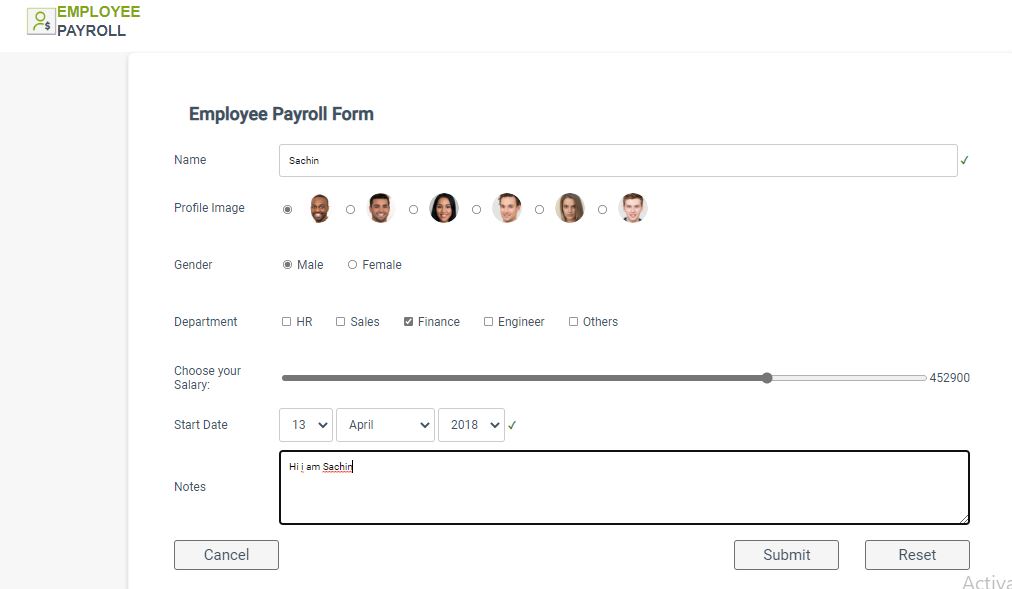 EMPLOYEE
PAYROLL
Employee Payroll Form
Name
Sachin
✓
Profile Image
Gender
Male Female
Department
HR Sales Finance Engineer Others
Choose your
Salary:
452900
Start Date
13 April 2018 ✓
Notes
Hi i am Sachin
Cancel Submit Reset